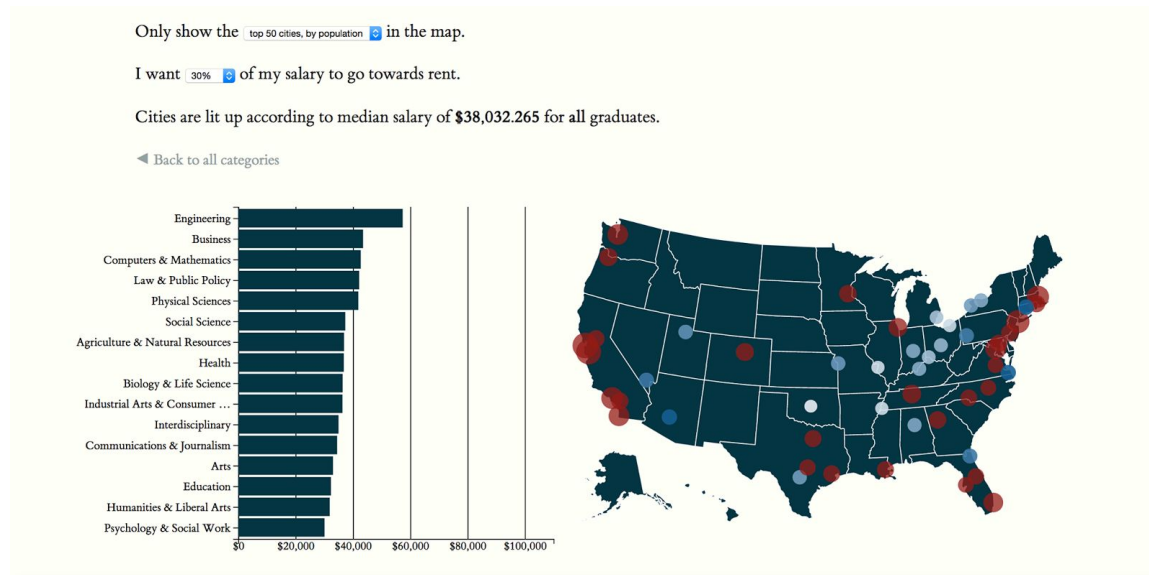 Only show the top 50 cities, by population in the map.
I want 30% of my salary to go towards rent.
Cities are lit up according to median salary of $38,032.265 for all graduates.
◀ Back to all categories
Engineering
Business
Computers & Mathematics
Law & Public Policy
Physical Sciences
Social Science
Agriculture & Natural Resources
Health
Biology & Life Science
Industrial Arts & Consumer ...
Interdisciplinary
Communications & Journalism
Arts
Education
Humanities & Liberal Arts
Psychology & Social Work
$0 $20,000 $40,000 $60,000 $80,000 $100,000